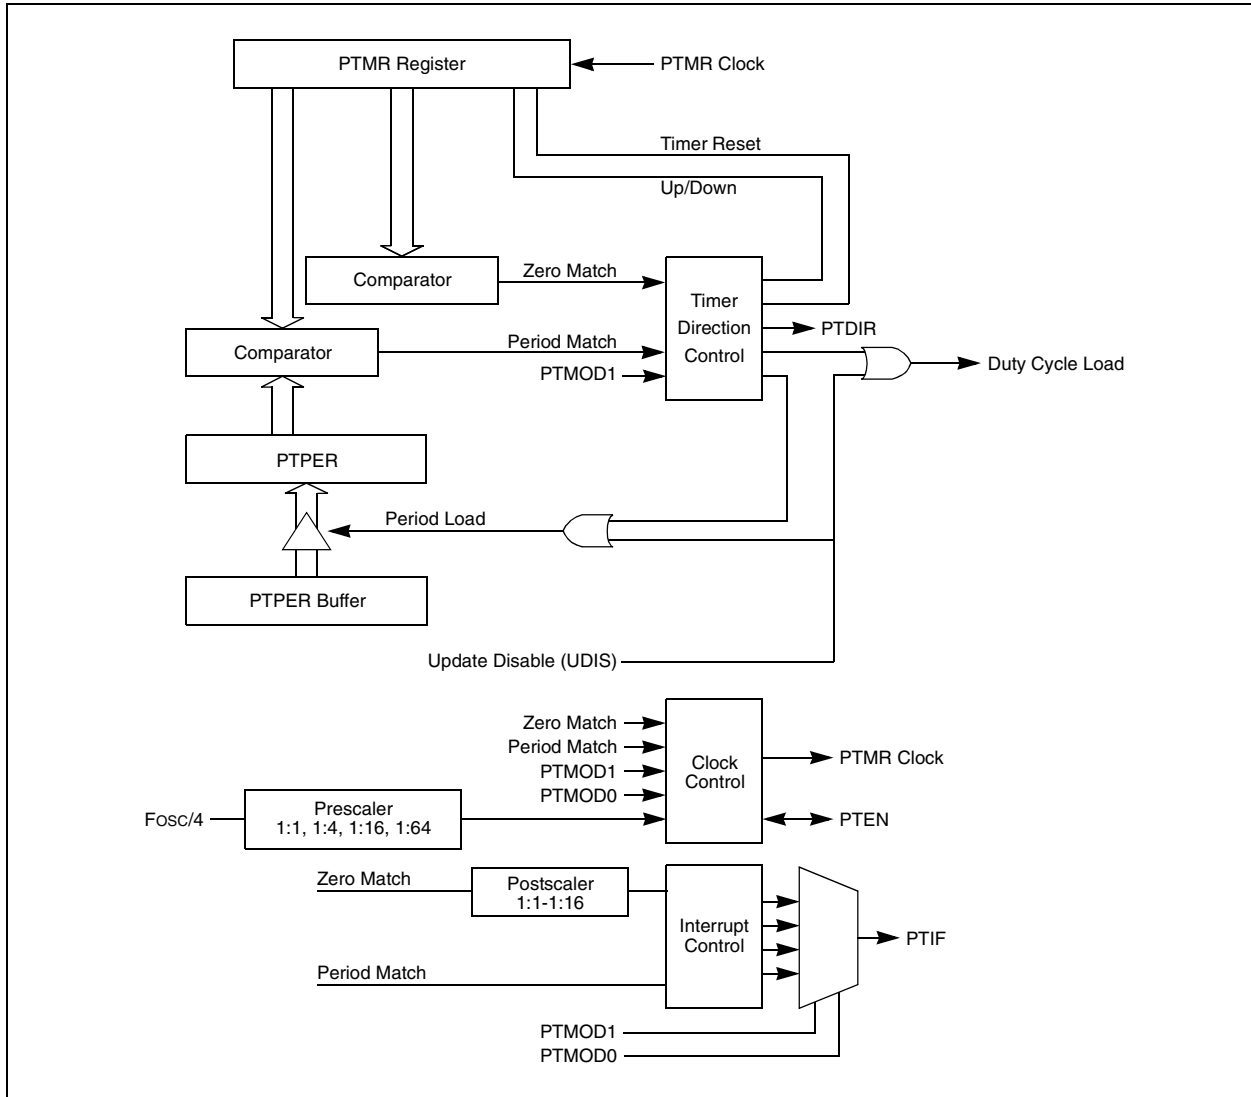 PTMR Register
PTMR Clock
Timer Reset
Up/Down
Comparator
Zero Match
Timer
Direction
Control
PTDIR
Comparator
Period Match
PTMOD1
Duty Cycle Load
PTPER
Period Load
PTPER Buffer
Update Disable (UDIS)
Zero Match
Period Match
PTMOD1
PTMOD0
Clock
Control
PTMR Clock
FOSC/4
Prescaler
1:1, 1:4, 1:16, 1:64
PTEN
Zero Match
Postscaler
1:1-1:16
Interrupt
Control
PTIF
Period Match
PTMOD1
PTMOD0